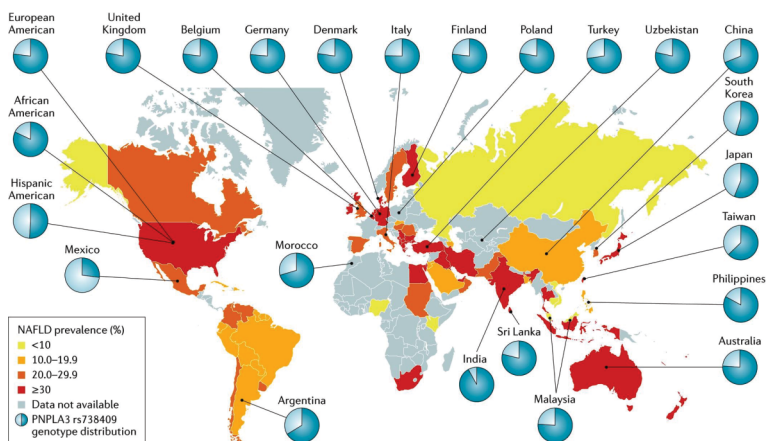 European
American
United
Kingdom
Belgium
Germany
Denmark
Italy
Finland
Poland
Turkey
Uzbekistan
China
African
American
South
Korea
Hispanic
American
Japan
Mexico
Morocco
Taiwan
Philippines
Sri Lanka
India
Australia
Malaysia
Argentina
NAFLD prevalence (%)
<10
10.0–19.9
20.0–29.9
≥30
Data not available
PNPLA3 rs738409
genotype distribution